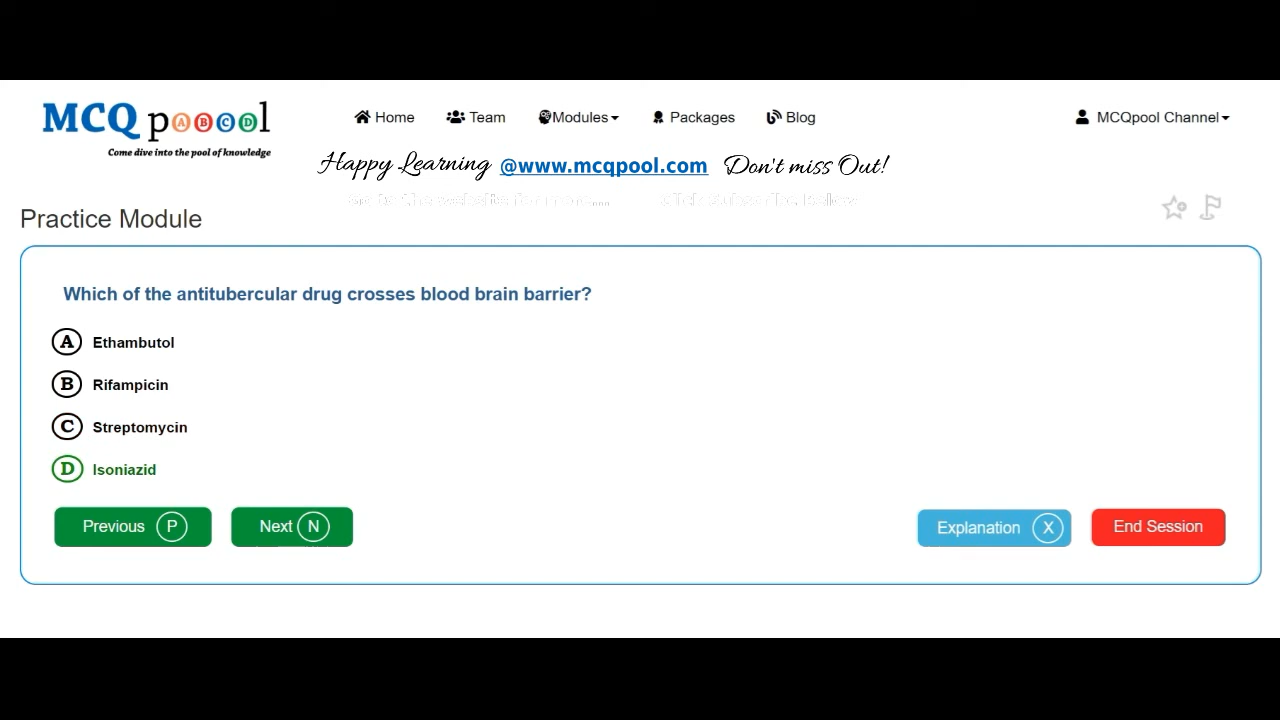 MCQ poooool
Come dive into the pool of knowledge
Home Team Modules Packages Blog MCQpool Channel
Happy Learning @www.mcqpool.com Don't miss Out!
Practice Module
Which of the antitubercular drug crosses blood brain barrier?
A Ethambutol
B Rifampicin
C Streptomycin
D Isoniazid
Previous P Next N Explanation X End Session